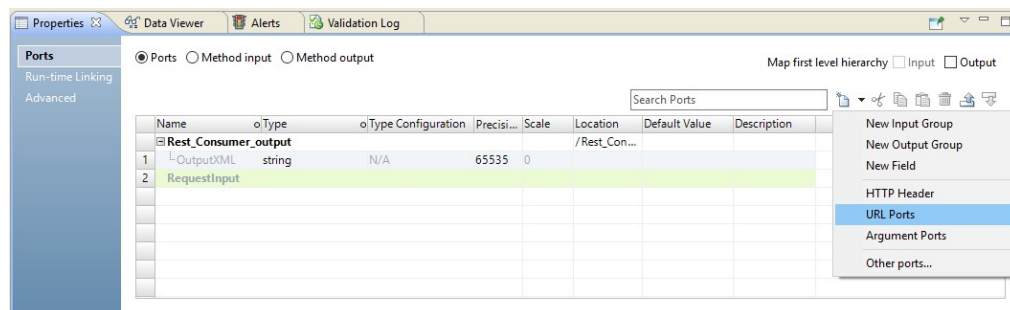 Properties Data Viewer Alerts Validation Log
Ports
Run-time Linking
Advanced
Ports Method input Method output
Map first level hierarchy Input Output
Search Ports
Name Type Type Configuration Precisi... Scale Location Default Value Description
Rest_Consumer_output /Rest_Con...
1 OutputXML string N/A 65535 0
2 RequestInput
New Input Group
New Output Group
New Field
HTTP Header
URL Ports
Argument Ports
Other ports...